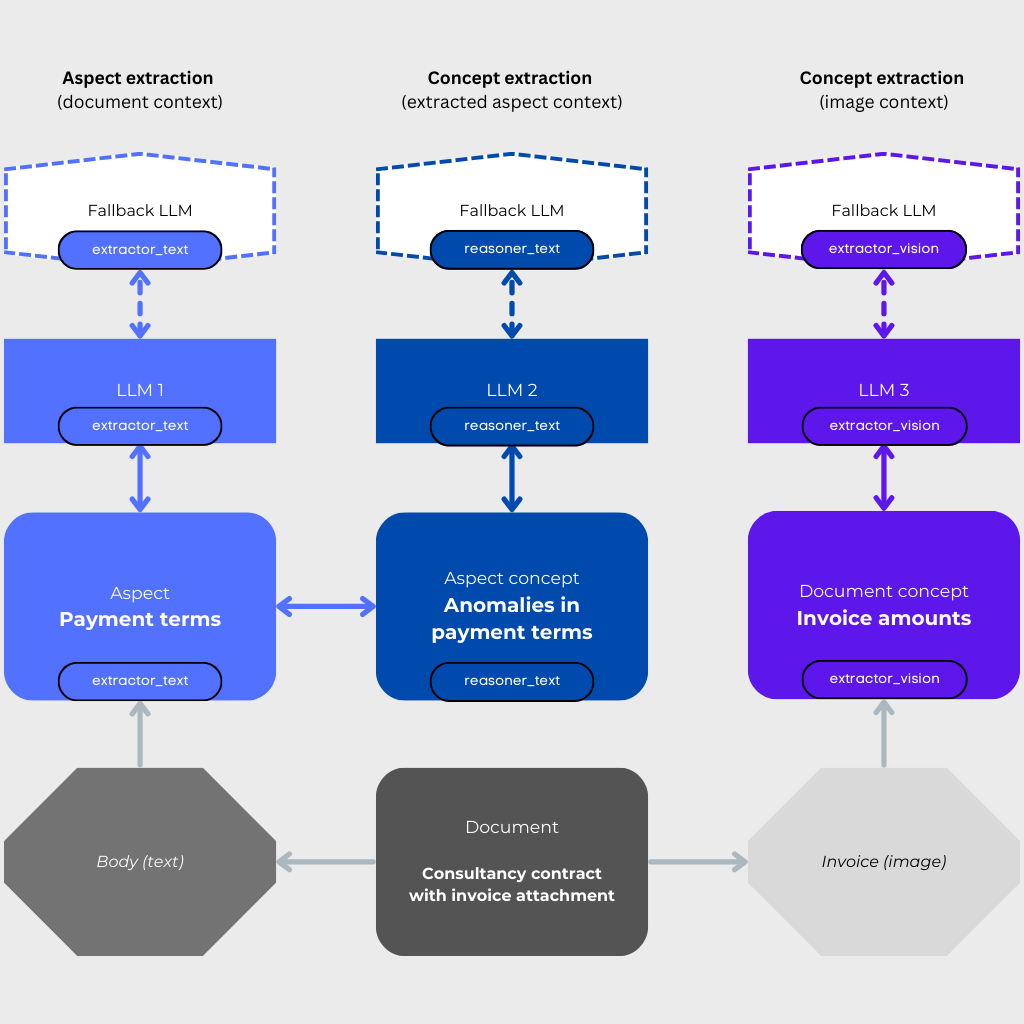 Aspect extraction
(document context)
Concept extraction
(extracted aspect context)
Concept extraction
(image context)
Fallback LLM
extractor_text
Fallback LLM
reasoner_text
Fallback LLM
extractor_vision
LLM 1
extractor_text
LLM 2
reasoner_text
LLM 3
extractor_vision
Aspect
Payment terms
extractor_text
Aspect concept
Anomalies in
payment terms
reasoner_text
Document concept
Invoice amounts
extractor_vision
Body (text)
Document
Consultancy contract
with invoice attachment
Invoice (image)